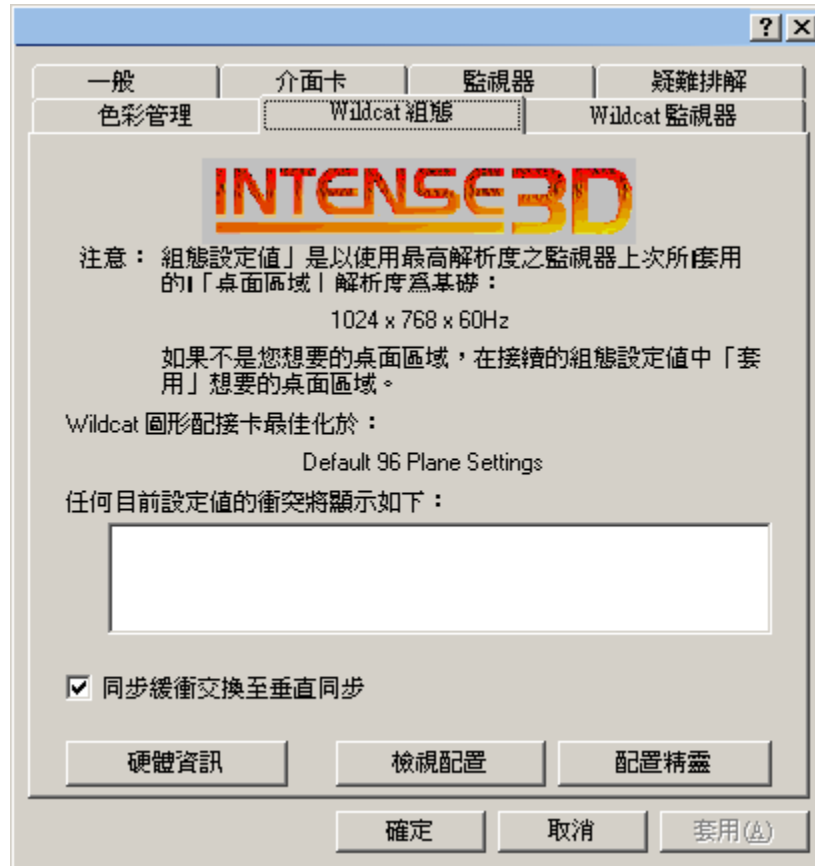 一般
介面卡
監視器
疑難排解
色彩管理
Wildcat 組態
Wildcat 監視器
INTENSE3D
注意： 組態設定值」是以使用最高解析度之監視器上次所套用
的「桌面區域」解析度為基礎：
1024 x 768 x 60Hz
如果不是您想要的桌面區域，在接續的組態設定值中「套
用」想要的桌面區域。
Wildcat 圖形配接卡最佳化於：
Default 96 Plane Settings
任何目前設定值的衝突將顯示如下：
同步緩衝交換至垂直同步
硬體資訊
檢視配置
配置精靈
確定
取消
套用(A)